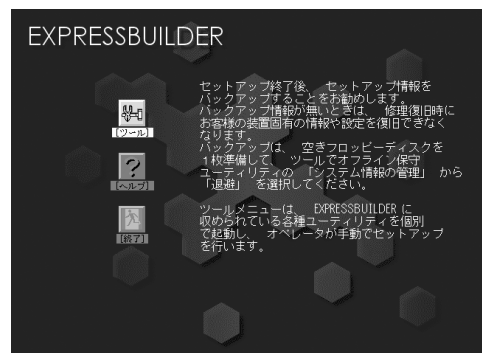 EXPRESSBUILDER
セットアップ終了後、 セットアップ情報を
バックアップすることをお勧めします。
バックアップ情報が無いときは、 修理復旧時に
お客様の装置固有の情報や設定を復旧できなく
なります。
バックアップは、 空きフロッピーディスクを
1枚準備して、 ツールでオフライン保守
ユーティリティの 「システム情報の管理」 から
「退避」 を選択してください。
ツールメニューは、 EXPRESSBUILDER に
収められている各種ユーティリティを個別
で起動し、 オペレータが手動でセットアップ
を行います。
[ツール]
[ヘルプ]
[終了]